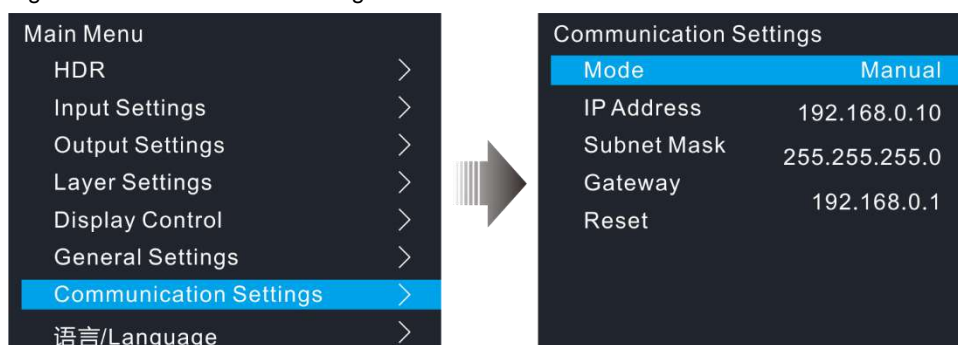 Main Menu
HDR
Input Settings
Output Settings
Layer Settings
Display Control
General Settings
Communication Settings
语言/Language
Communication Settings
Mode Manual
IP Address 192.168.0.10
Subnet Mask 255.255.255.0
Gateway 192.168.0.1
Reset